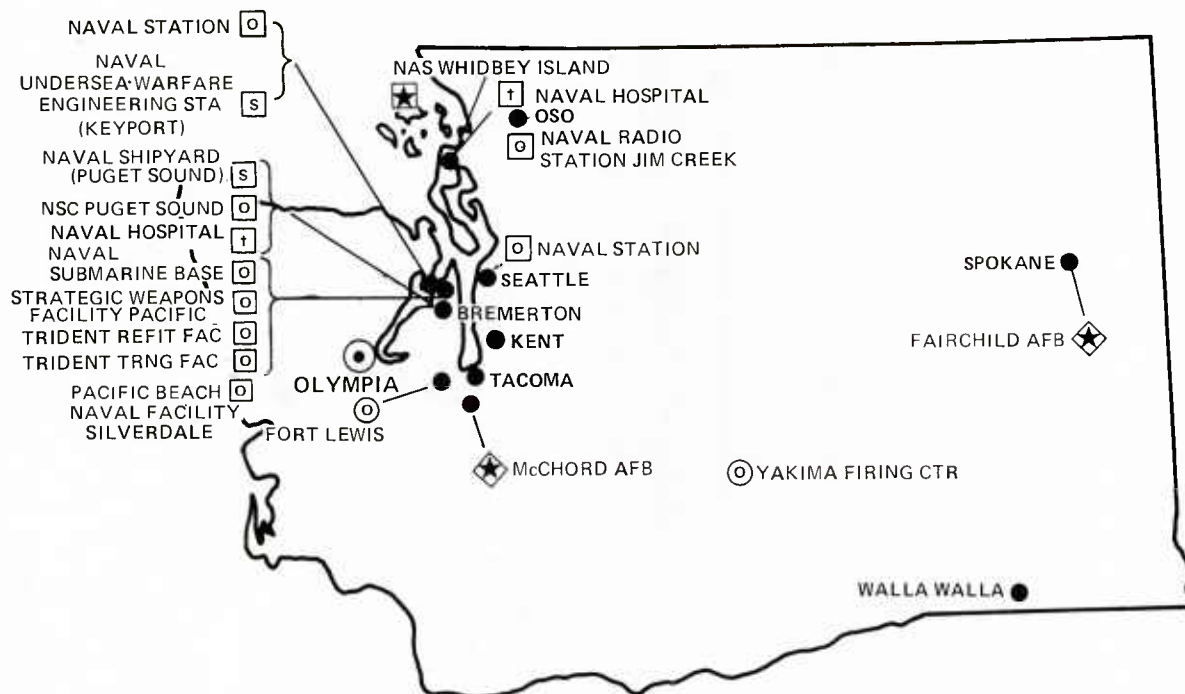 NAVAL STATION O
NAVAL
UNDERSEA WARFARE
ENGINEERING STA S
(KEYPORT)
NAVAL SHIPYARD
(PUGET SOUND) S
NSC PUGET SOUND O
NAVAL HOSPITAL †
NAVAL
SUBMARINE BASE O
STRATEGIC WEAPONS O
FACILITY PACIFIC
TRIDENT REFIT FAC O
TRIDENT TRNG FAC O
PACIFIC BEACH O
NAVAL FACILITY
SILVERDALE
NAS WHIDBEY ISLAND
† NAVAL HOSPITAL
OSO
O NAVAL RADIO
STATION JIM CREEK
O NAVAL STATION
SEATTLE
BREMERTON
KENT
OLYMPIA
TACOMA
O
FORT LEWIS
McCHORD AFB
O YAKIMA FIRING CTR
SPOKANE
FAIRCHILD AFB
WALLA WALLA